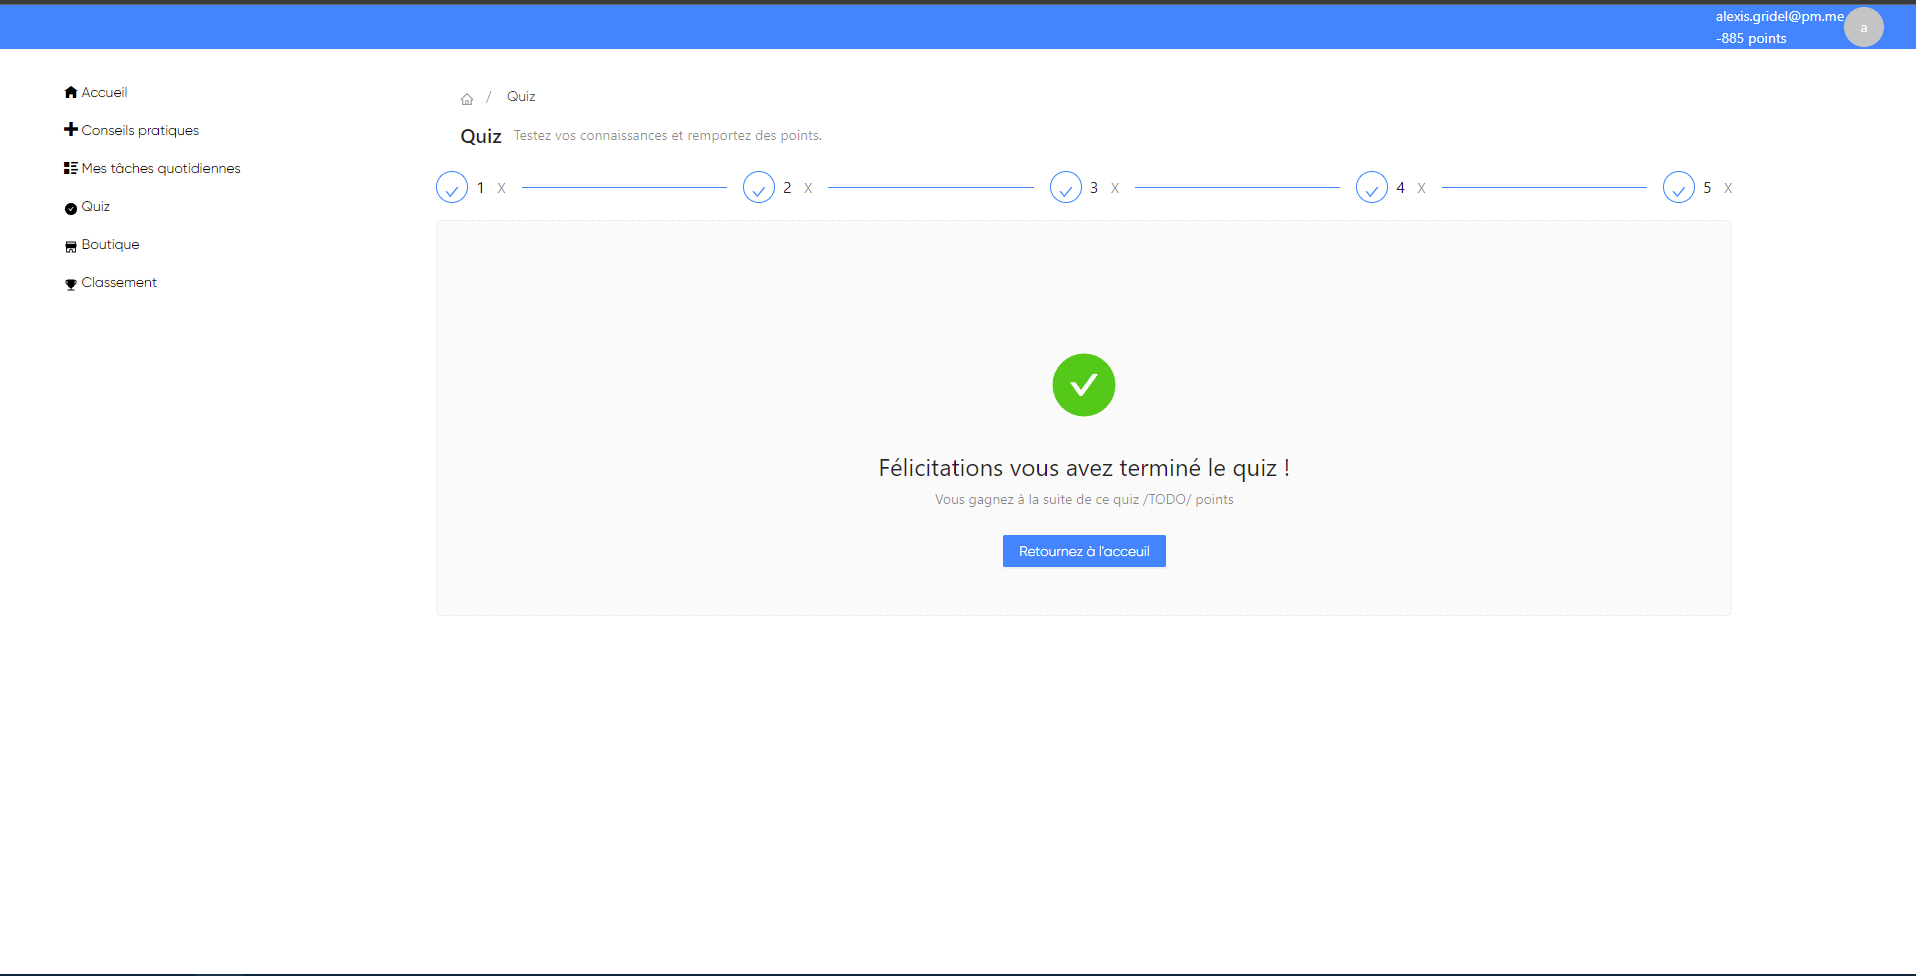 alexis.gridel@pm.me
-885 points
a
Accueil
Conseils pratiques
Mes tâches quotidiennes
Quiz
Boutique
Classement
/ Quiz
Quiz Testez vos connaissances et remportez des points.
1 X 2 X 3 X 4 X 5 X
Félicitations vous avez terminé le quiz !
Vous gagnez à la suite de ce quiz /TODO/ points
Retournez à l'acceuil